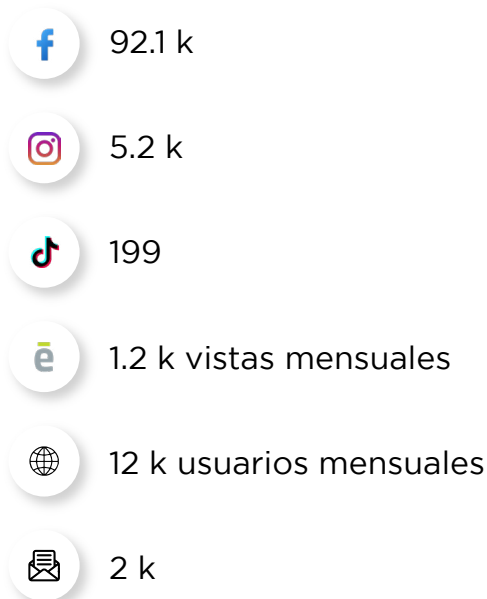 92.1 k
5.2 k
199
ē
1.2 k vistas mensuales
12 k usuarios mensuales
2 k